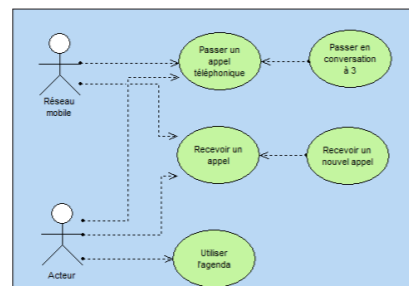 Passer un
appel
téléphonique
Passer en
conversation
à 3
Réseau
mobile
Recevoir un
appel
Recevoir un
nouvel appel
Utiliser
l'agenda
Acteur